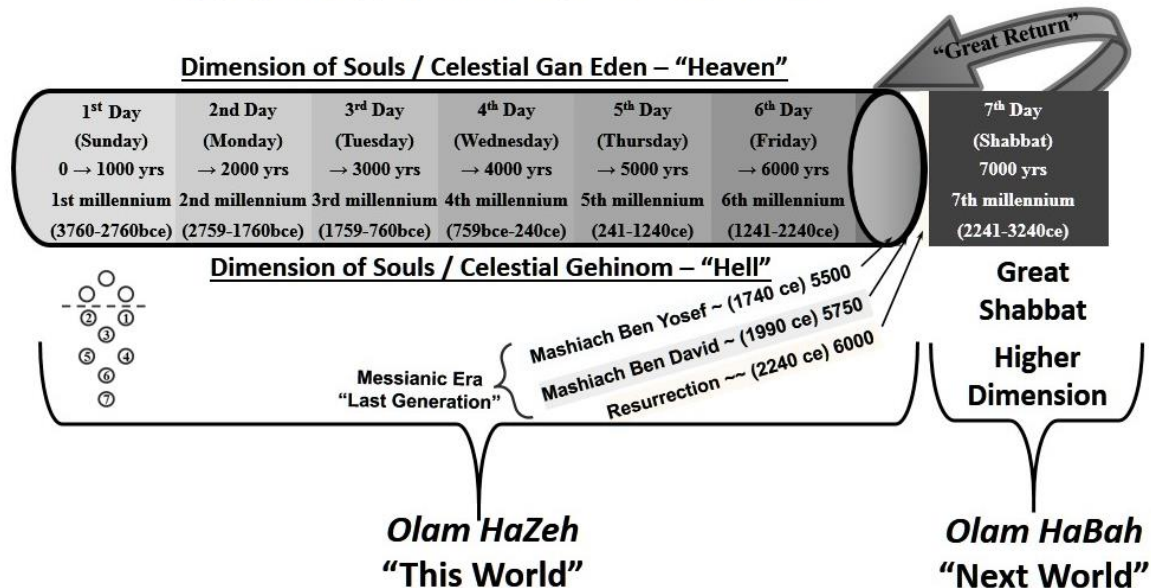 "Great Return"
Dimension of Souls / Celestial Gan Eden – "Heaven"
1st Day
(Sunday)
0 → 1000 yrs
1st millennium
(3760-2760bce)
2nd Day
(Monday)
→ 2000 yrs
2nd millennium
(2759-1760bce)
3rd Day
(Tuesday)
→ 3000 yrs
3rd millennium
(1759-760bce)
4th Day
(Wednesday)
→ 4000 yrs
4th millennium
(759bce-240ce)
5th Day
(Thursday)
→ 5000 yrs
5th millennium
(241-1240ce)
6th Day
(Friday)
→ 6000 yrs
6th millennium
(1241-2240ce)
7th Day
(Shabbat)
7000 yrs
7th millennium
(2241-3240ce)
Dimension of Souls / Celestial Gehinom – "Hell"
2 1
3
5 4
6
7
Messianic Era
"Last Generation"
Mashiach Ben Yosef ~ (1740 ce) 5500
Mashiach Ben David ~ (1990 ce) 5750
Resurrection ~~ (2240 ce) 6000
Great
Shabbat
Higher
Dimension
Olam HaZeh
"This World"
Olam HaBah
"Next World"